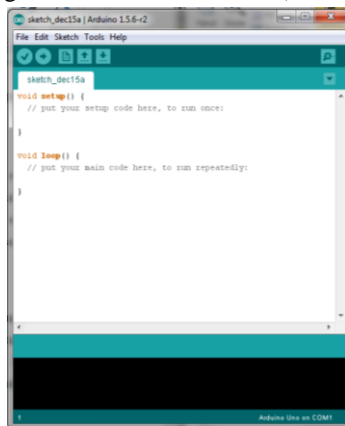 sketch_dec15a | Arduino 1.5.6-r2
File Edit Sketch Tools Help
sketch_dec15a
void setup() {
// put your setup code here, to run once:
}
void loop() {
// put your main code here, to run repeatedly:
}
1
Arduino Uno on COM1